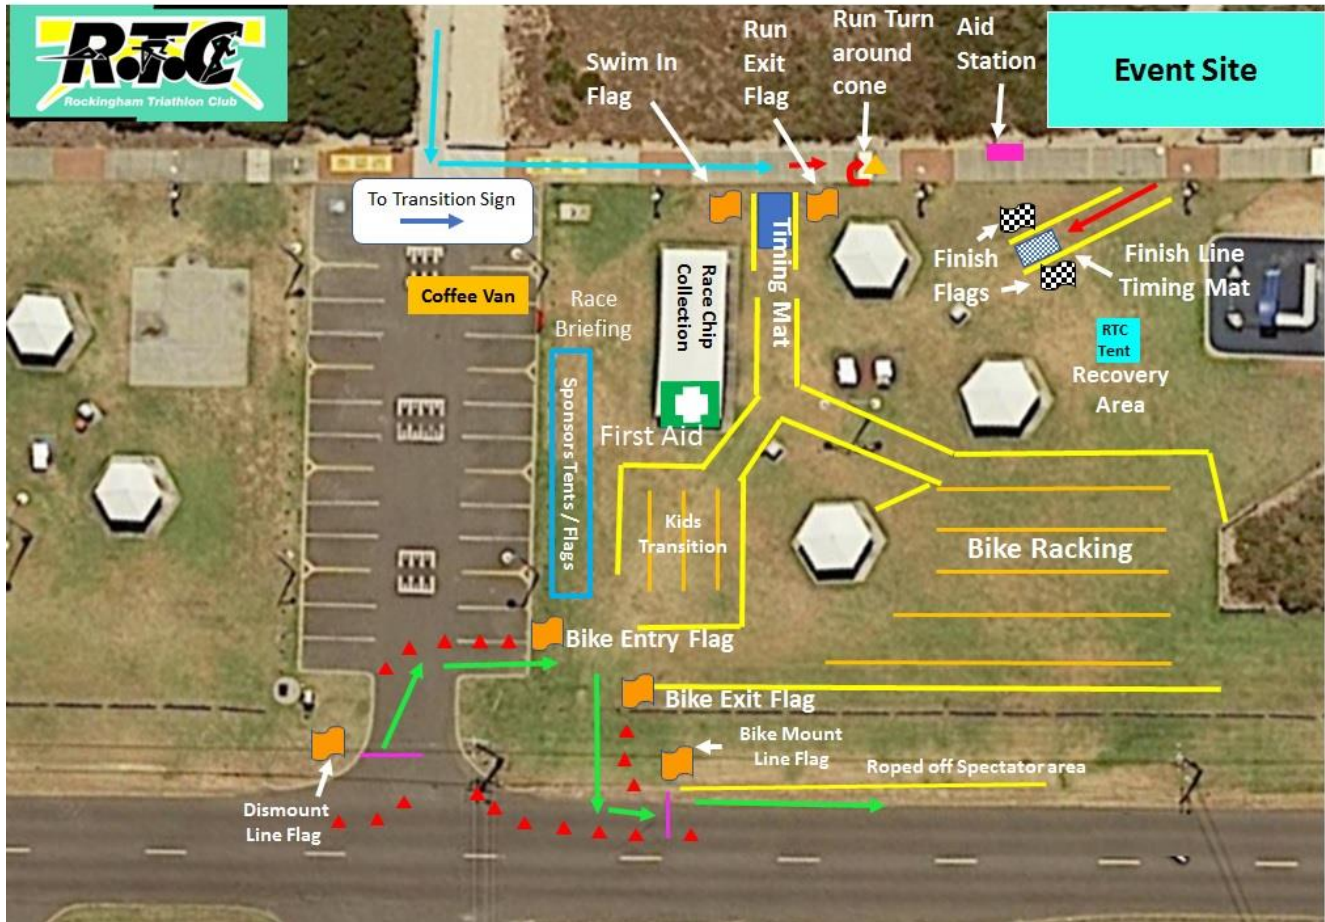 R.T.C
Rockingham Triathlon Club
Swim In
Flag
Run
Exit
Flag
Run Turn
around
cone
Aid
Station
Event Site
To Transition Sign
Coffee Van
Race
Briefing
Race Chip
Collection
Timing Mat
Finish
Flags
Finish Line
Timing Mat
RTC
Tent
Recovery
Area
Sponsors Tents / Flags
First Aid
Kids
Transition
Bike Racking
Bike Entry Flag
Bike Exit Flag
Bike Mount
Line Flag
Roped off Spectator area
Dismount
Line Flag